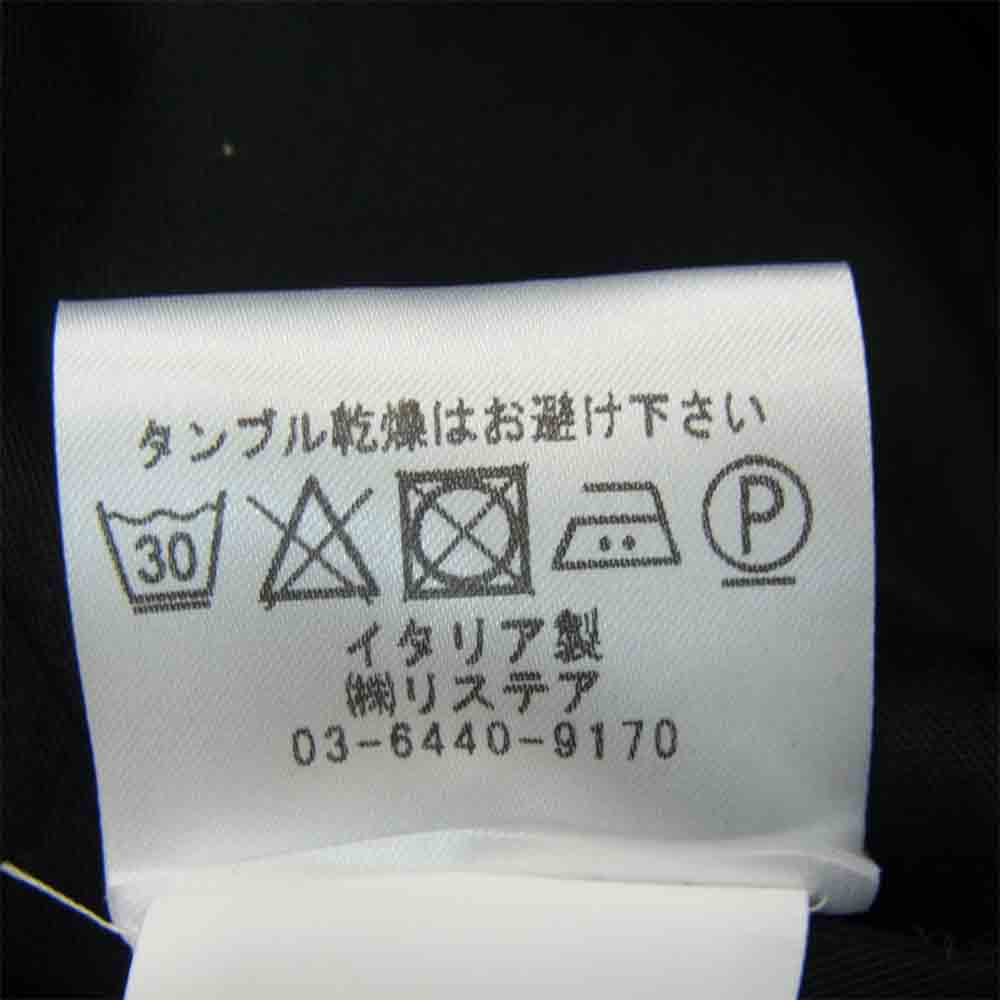 タンブル乾燥はお避け下さい
30 P
イタリア製
㈱リステア
03-6440-9170